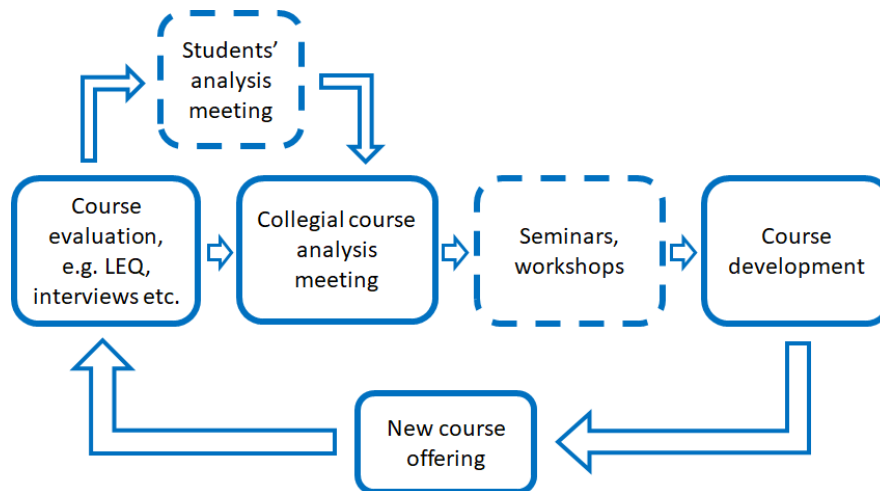 Students’
analysis
meeting
Course
evaluation,
e.g. LEQ,
interviews etc.
Collegial course
analysis
meeting
Seminars,
workshops
Course
development
New course
offering